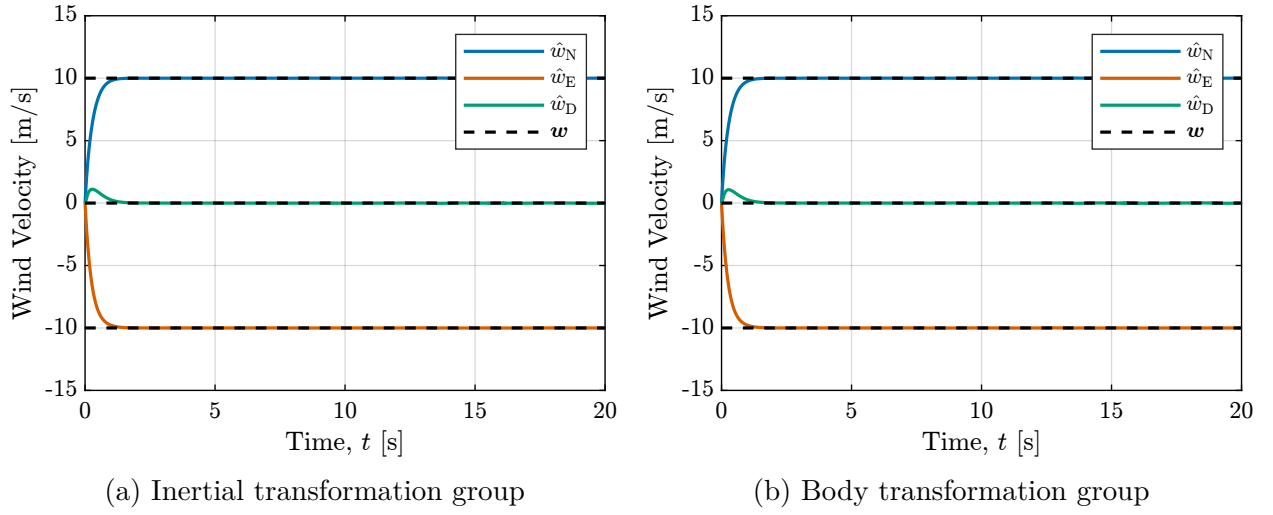 15
10
5
0
-5
-10
-15
Wind Velocity [m/s]
0 5 10 15 20
Time, t [s]
ŵ_N
ŵ_E
ŵ_D
w
(a) Inertial transformation group
15
10
5
0
-5
-10
-15
Wind Velocity [m/s]
0 5 10 15 20
Time, t [s]
ŵ_N
ŵ_E
ŵ_D
w
(b) Body transformation group